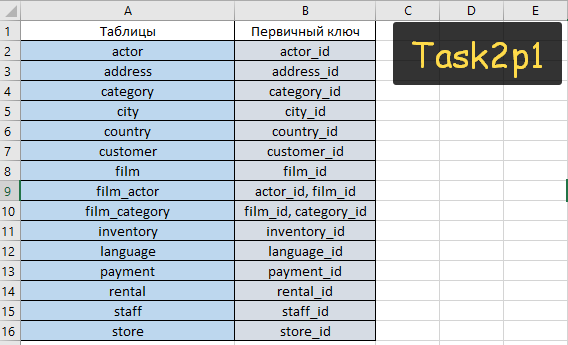 A B C D E
1 Таблицы Первичный ключ
Task2p1
2 actor actor_id
3 address address_id
4 category category_id
5 city city_id
6 country country_id
7 customer customer_id
8 film film_id
9 film_actor actor_id, film_id
10 film_category film_id, category_id
11 inventory inventory_id
12 language language_id
13 payment payment_id
14 rental rental_id
15 staff staff_id
16 store store_id